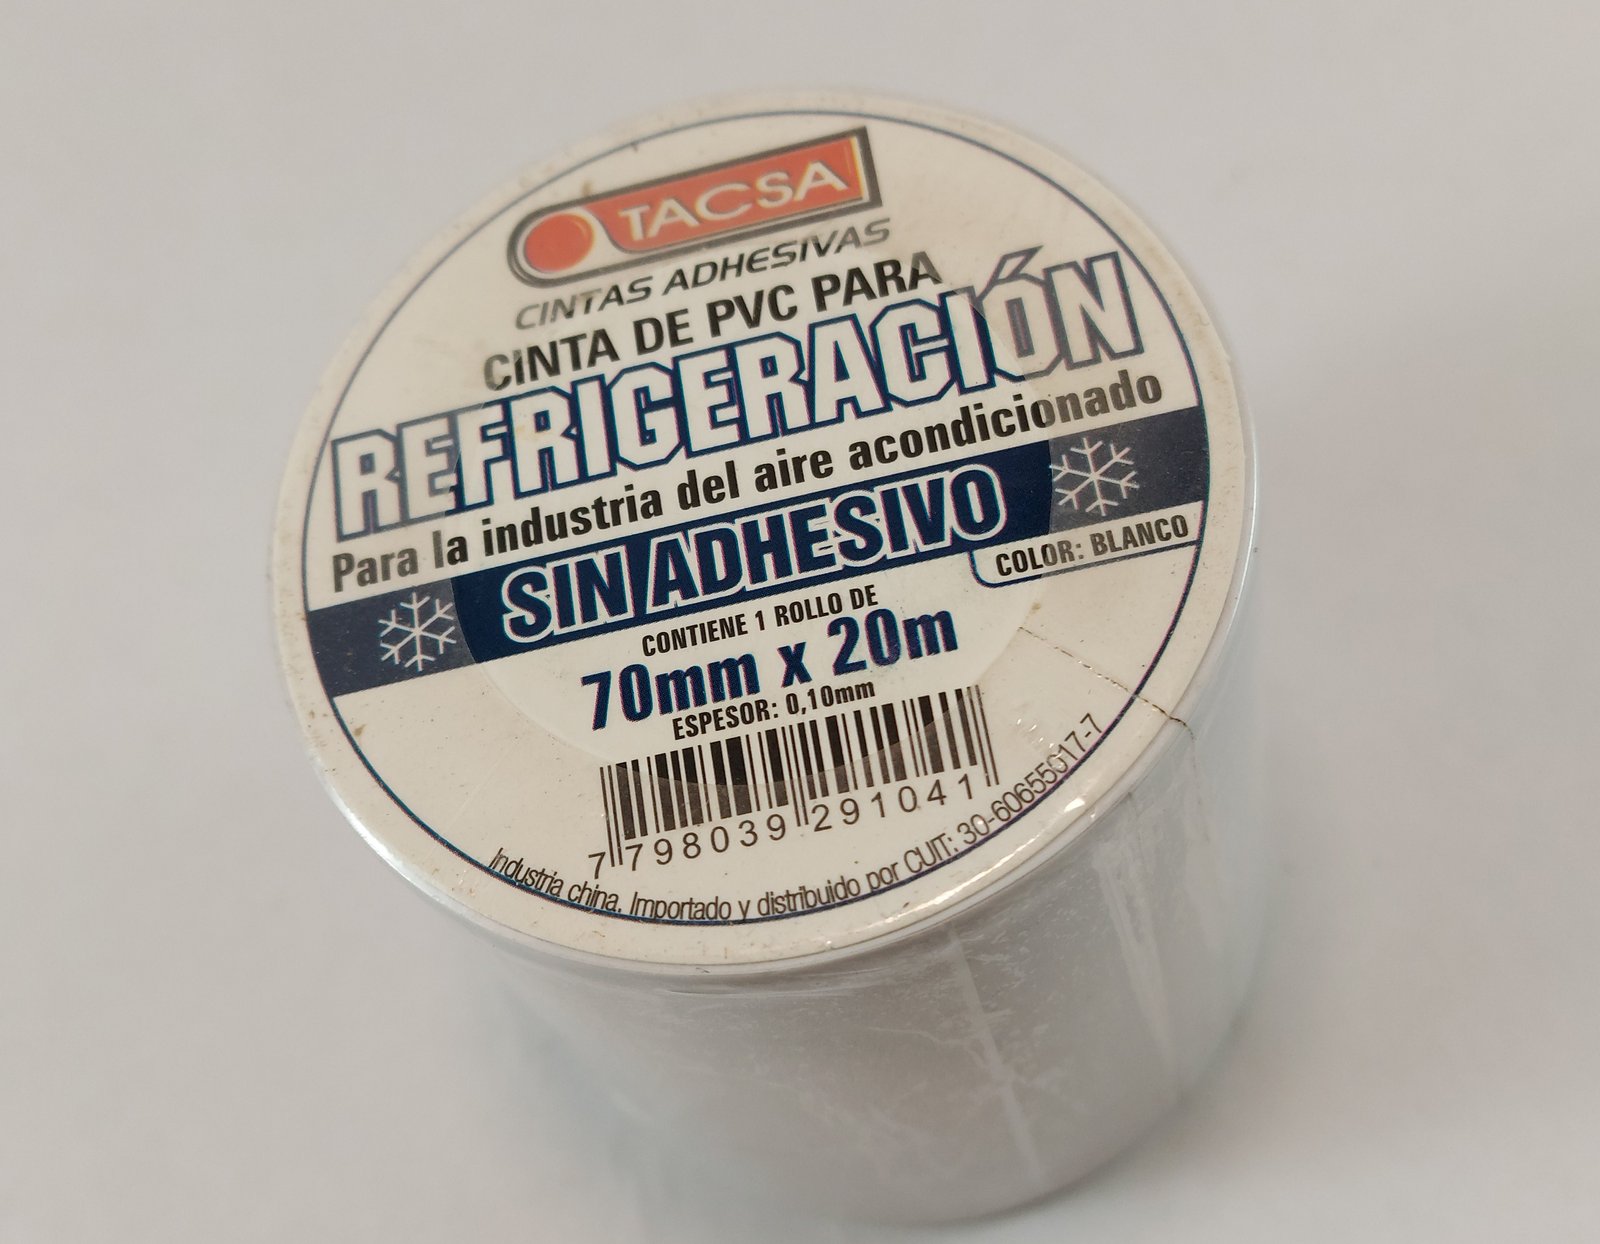 TACSA
CINTAS ADHESIVAS
CINTA DE PVC PARA
REFRIGERACIÓN
Para la industria del aire acondicionado
SIN ADHESIVO
COLOR: BLANCO
CONTIENE 1 ROLLO DE
70mm x 20m
ESPESOR: 0,10mm
7 798039 291041
Industria china. Importado y distribuido por CUIT: 30-60655017-7